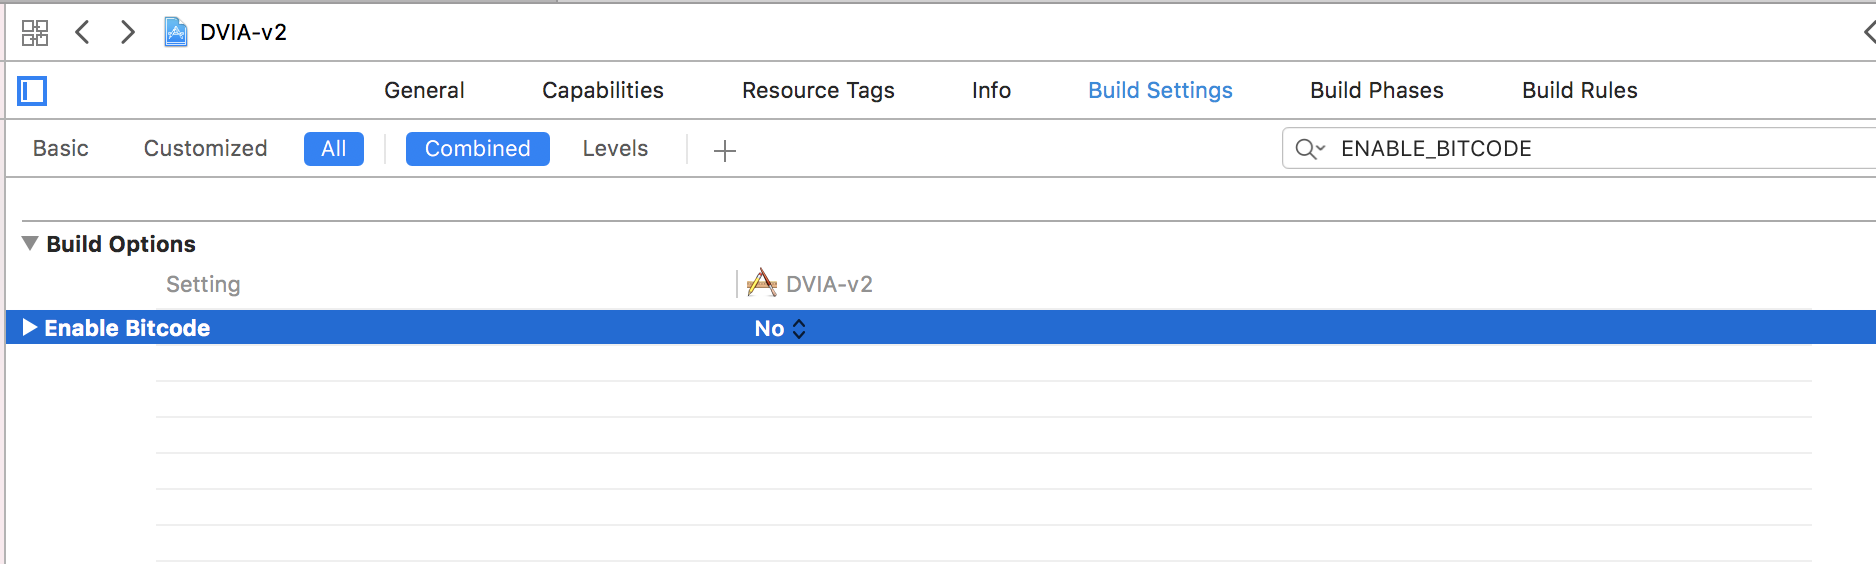 DVIA-v2
General Capabilities Resource Tags Info Build Settings Build Phases Build Rules
Basic Customized All Combined Levels ENABLE_BITCODE
Build Options
Setting DVIA-v2
Enable Bitcode No